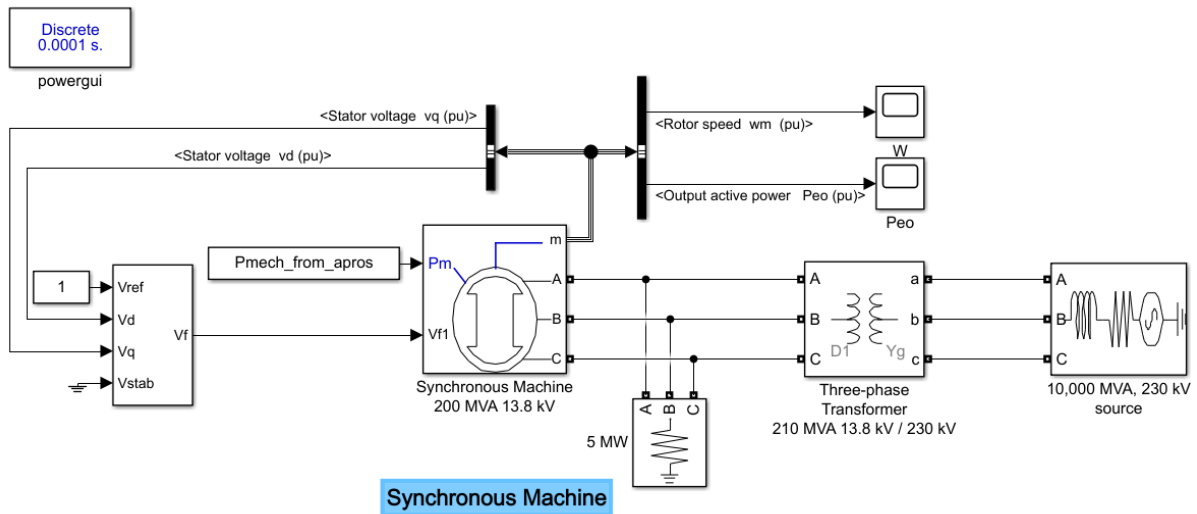 Discrete
0.0001 s.
powergui
<Stator voltage vq (pu)>
<Stator voltage vd (pu)>
<Rotor speed wm (pu)>
W
<Output active power Peo (pu)>
Peo
Pmech_from_apros
1
Vref
Vd
Vq
Vstab
Vf
Pm
Vf1
m
A
B
C
Synchronous Machine
200 MVA 13.8 kV
A
B
C
5 MW
A
B
C
D1
Yg
a
b
c
Three-phase
Transformer
210 MVA 13.8 kV / 230 kV
A
B
C
10,000 MVA, 230 kV
source
Synchronous Machine